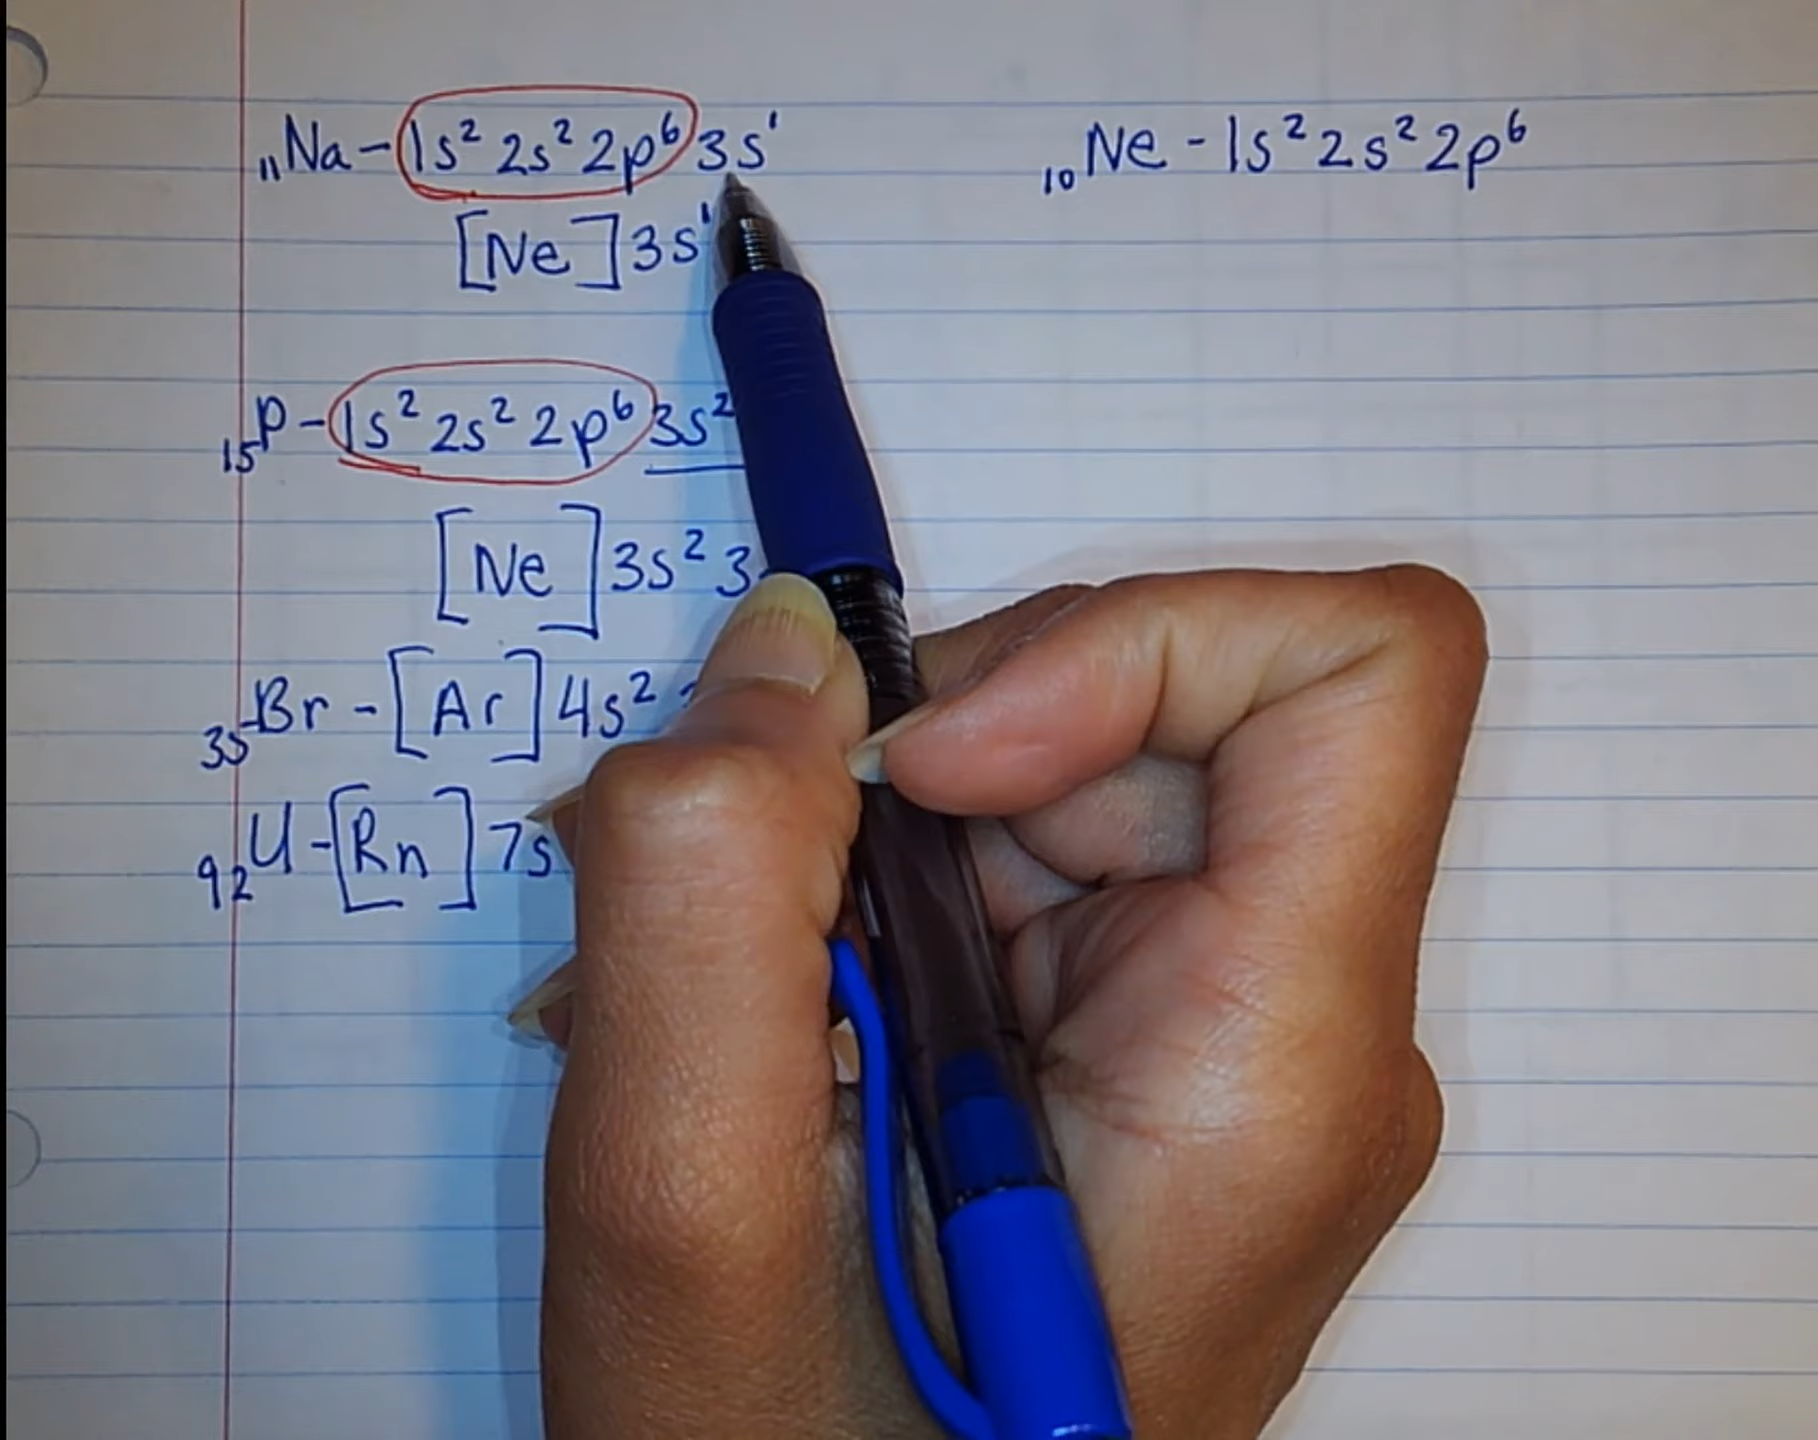 ₁₁Na - 1s² 2s² 2p⁶ 3s¹
[Ne] 3s¹
₁₀Ne - 1s² 2s² 2p⁶
₁₅P - 1s² 2s² 2p⁶ 3s²
[Ne] 3s² 3
₃₅Br - [Ar] 4s²
₉₂U - [Rn] 7s